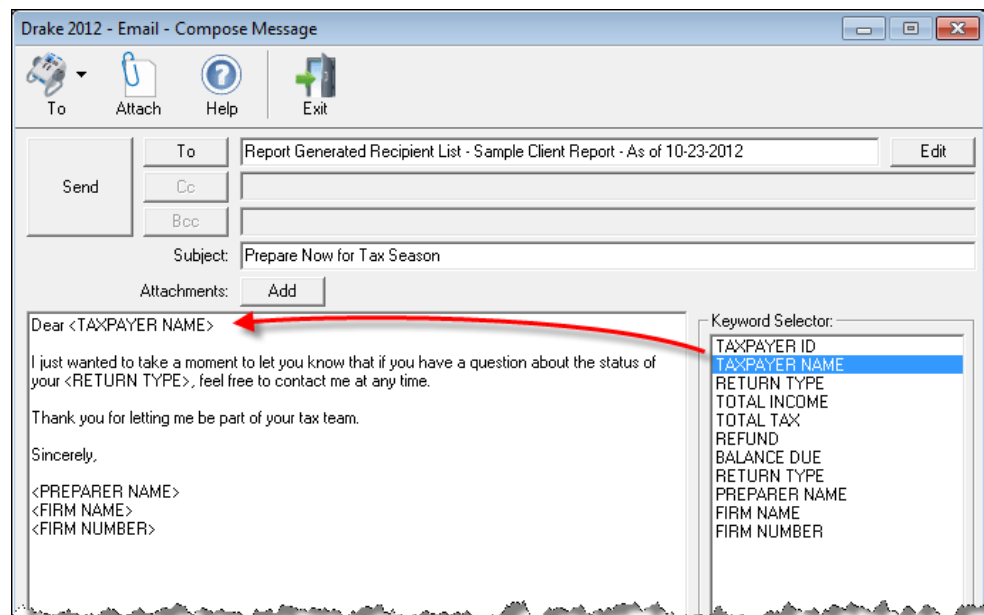 Drake 2012 - Email - Compose Message
To Attach Help Exit
Send
To Report Generated Recipient List - Sample Client Report - As of 10-23-2012 Edit
Cc
Bcc
Subject: Prepare Now for Tax Season
Attachments: Add
Dear <TAXPAYER NAME>
I just wanted to take a moment to let you know that if you have a question about the status of
your <RETURN TYPE>, feel free to contact me at any time.
Thank you for letting me be part of your tax team.
Sincerely,
<PREPARER NAME>
<FIRM NAME>
<FIRM NUMBER>
Keyword Selector:
TAXPAYER ID
TAXPAYER NAME
RETURN TYPE
TOTAL INCOME
TOTAL TAX
REFUND
BALANCE DUE
RETURN TYPE
PREPARER NAME
FIRM NAME
FIRM NUMBER